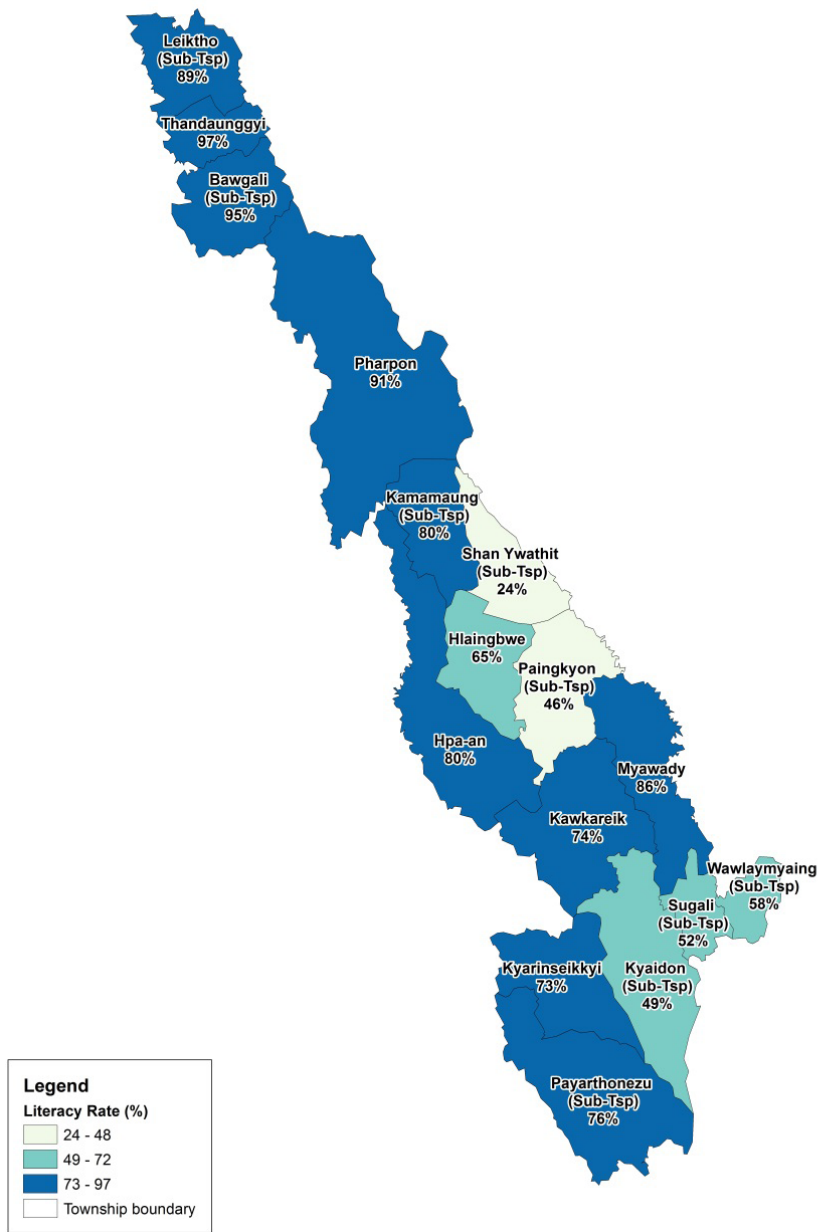 Leiktho
(Sub-Tsp)
89%
Thandaunggyi
97%
Bawgali
(Sub-Tsp)
95%
Pharpon
91%
Kamamaung
(Sub-Tsp)
80%
Shan Ywathit
(Sub-Tsp)
24%
Hlaingbwe
65%
Paingkyon
(Sub-Tsp)
46%
Hpa-an
80%
Myawady
86%
Kawkareik
74%
Wawlaymyaing
(Sub-Tsp)
58%
Sugali
(Sub-Tsp)
52%
Kyarinseikkyi
73%
Kyaidon
(Sub-Tsp)
49%
Payarthonezu
(Sub-Tsp)
76%
Legend
Literacy Rate (%)
24 - 48
49 - 72
73 - 97
Township boundary